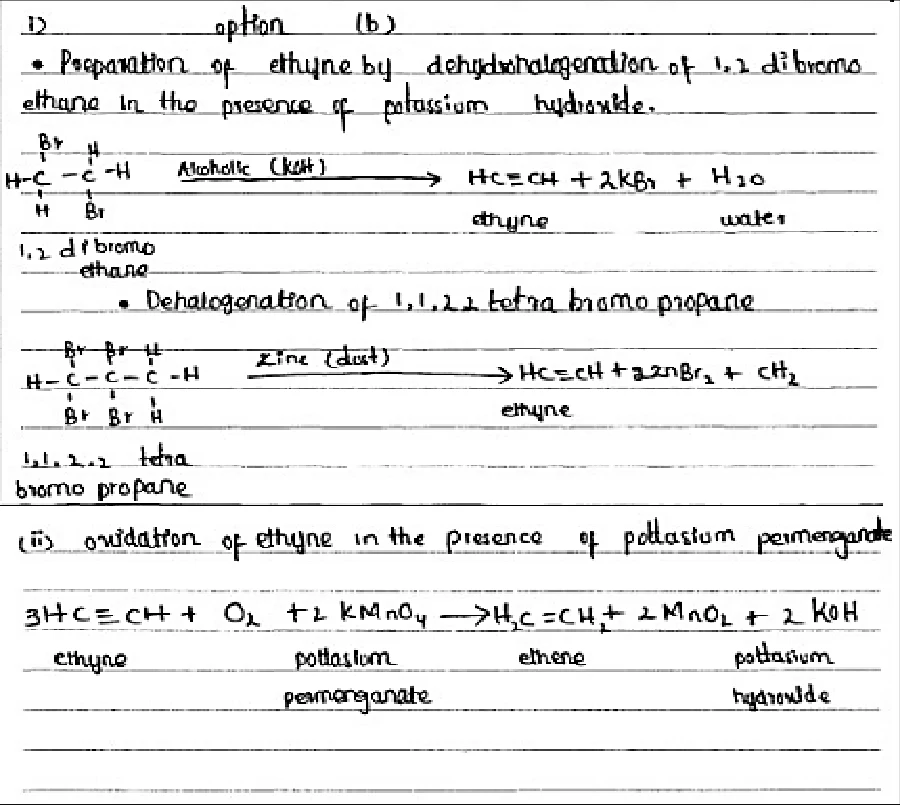 i) option (b)
• Preparation of ethyne by dehydrohalogenation of 1,2 dibromo
ethane in the presence of potassium hydroxide.
Br H
H-C - C-H Alcoholic (KOH) → HC≡CH + 2KBr + H2O
H Br ethyne water
1,2 dibromo
ethane
• Dehalogenation of 1,1,2 2 tetra bromo propane
Br Br H
H-C-C-C-H Zinc (dust) → HC≡CH + 2ZnBr2 + CH2
Br Br H ethyne
1,1,2,2 tetra
bromo propane
(ii) oxidation of ethyne in the presence of pottasium permenganate
3HC≡CH + O2 + 2 KMnO4 → H2C=CH2 + 2MnO2 + 2 KOH
ethyne pottasium ethene pottasium
permanganate hydroxide